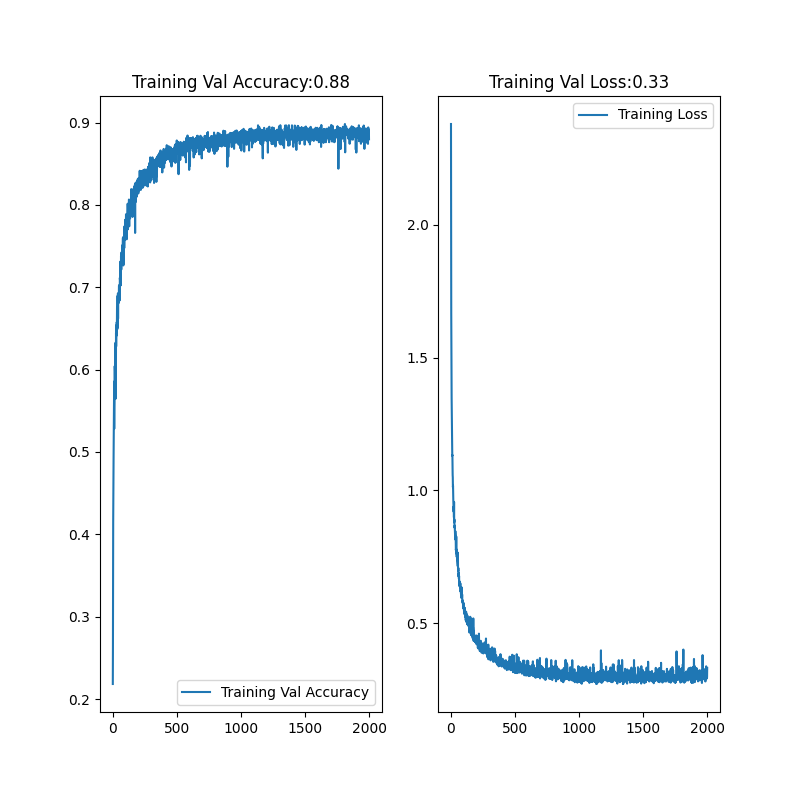 Training Val Accuracy:0.88
0.9
0.8
0.7
0.6
0.5
0.4
0.3
0.2
Training Val Accuracy
0 500 1000 1500 2000
Training Val Loss:0.33
Training Loss
2.0
1.5
1.0
0.5
0 500 1000 1500 2000